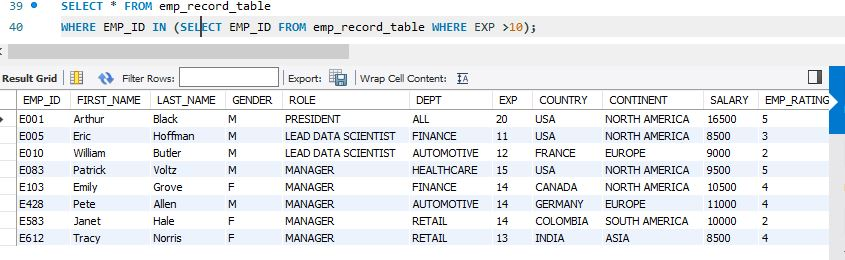 39 SELECT * FROM emp_record_table
40 WHERE EMP_ID IN (SELECT EMP_ID FROM emp_record_table WHERE EXP >10);
Result Grid Filter Rows: Export: Wrap Cell Content:
EMP_ID FIRST_NAME LAST_NAME GENDER ROLE DEPT EXP COUNTRY CONTINENT SALARY EMP_RATING
E001 Arthur Black M PRESIDENT ALL 20 USA NORTH AMERICA 16500 5
E005 Eric Hoffman M LEAD DATA SCIENTIST FINANCE 11 USA NORTH AMERICA 8500 3
E010 William Butler M LEAD DATA SCIENTIST AUTOMOTIVE 12 FRANCE EUROPE 9000 2
E083 Patrick Voltz M MANAGER HEALTHCARE 15 USA NORTH AMERICA 9500 5
E103 Emily Grove F MANAGER FINANCE 14 CANADA NORTH AMERICA 10500 4
E428 Pete Allen M MANAGER AUTOMOTIVE 14 GERMANY EUROPE 11000 4
E583 Janet Hale F MANAGER RETAIL 14 COLOMBIA SOUTH AMERICA 10000 2
E612 Tracy Norris F MANAGER RETAIL 13 INDIA ASIA 8500 4